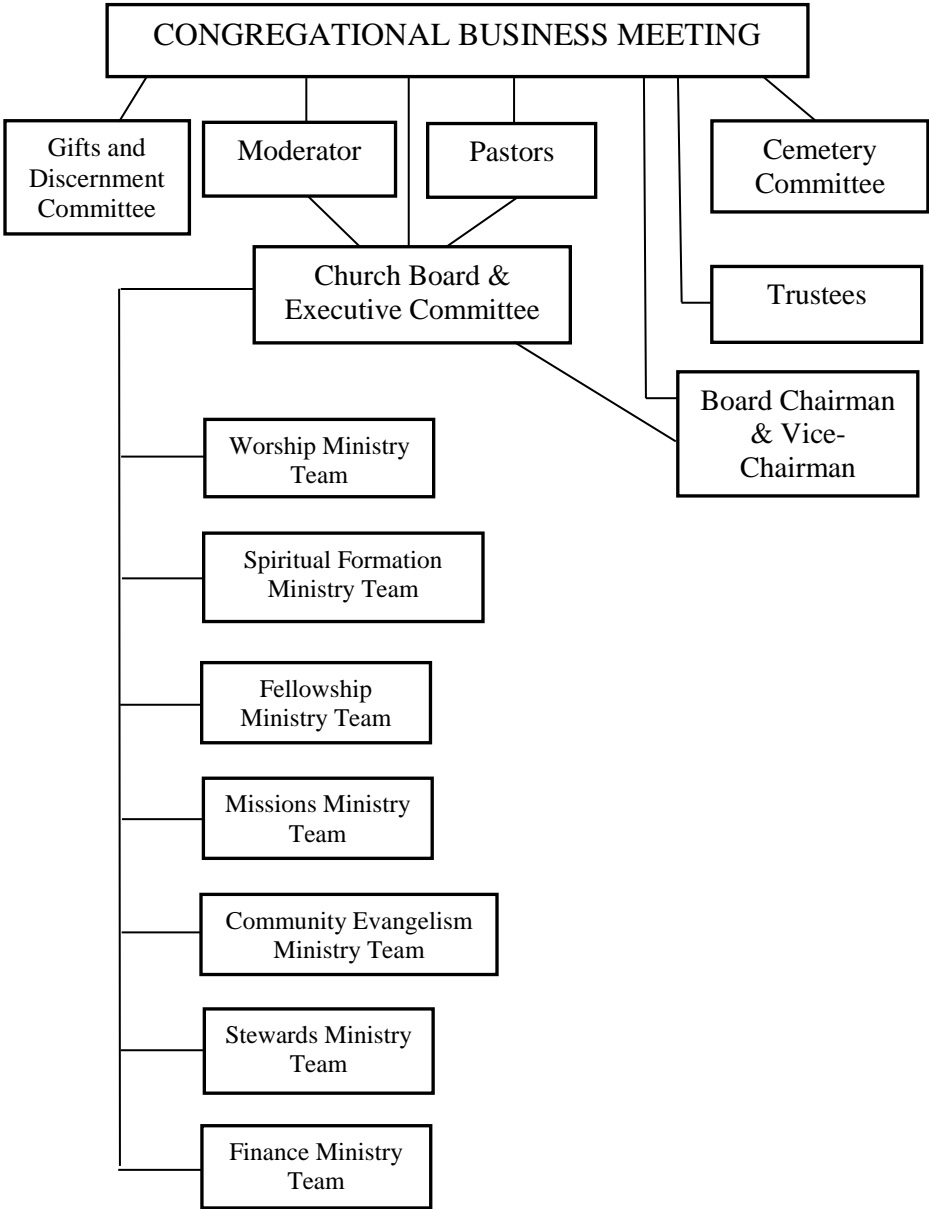 CONGREGATIONAL BUSINESS MEETING
Gifts and
Discernment
Committee
Moderator
Pastors
Cemetery
Committee
Church Board &
Executive Committee
Trustees
Board Chairman
& Vice-
Chairman
Worship Ministry
Team
Spiritual Formation
Ministry Team
Fellowship
Ministry Team
Missions Ministry
Team
Community Evangelism
Ministry Team
Stewards Ministry
Team
Finance Ministry
Team